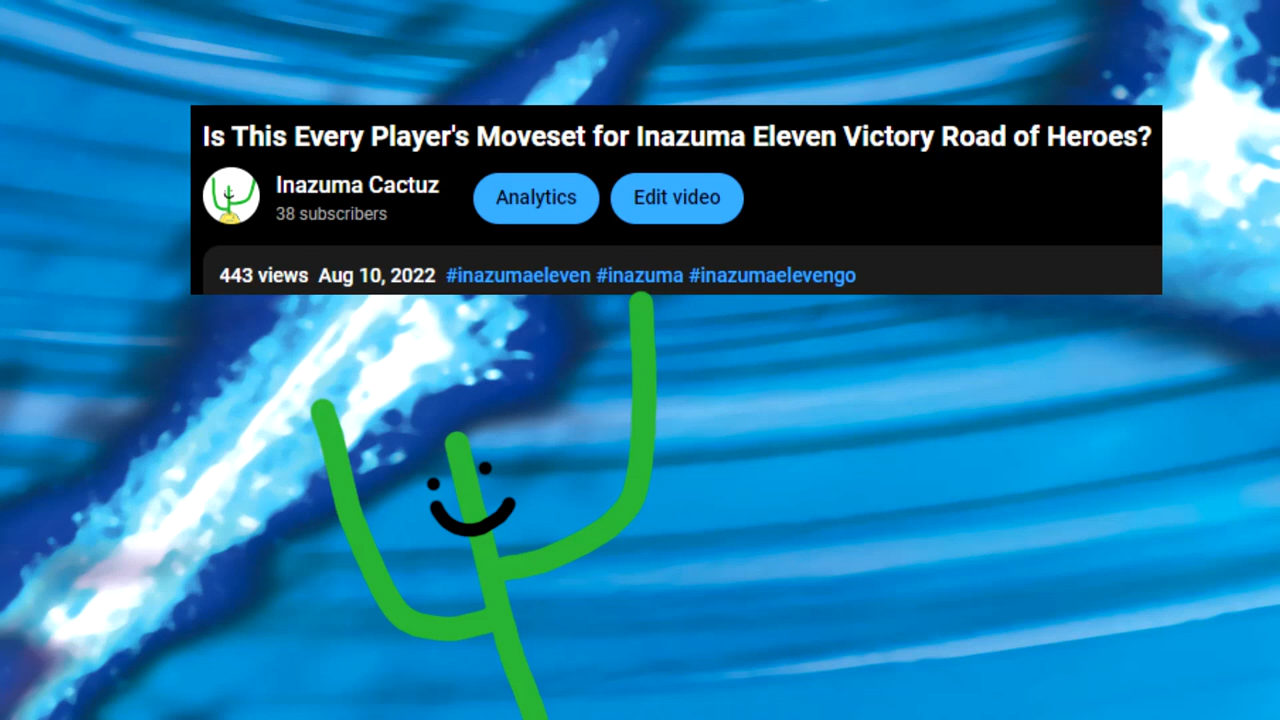 Is This Every Player's Moveset for Inazuma Eleven Victory Road of Heroes?
Inazuma Cactuz
38 subscribers
Analytics
Edit video
443 views Aug 10, 2022 #inazumaeleven #inazuma #inazumaelevengo